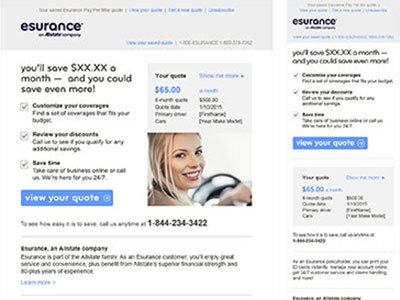 Your saved Esurance Pay Per Mile quote | View your quote | Get a new quote | Unsubscribe
esurance
an Allstate company
View your saved quote | 1-800-ESURANCE
you'll save $XX.XX a
month — and you could
save even more!
Customize your coverages
Find a set of coverages that fits your
budget.
Review your discounts
Call us to see if you qualify for any
additional savings.
Save time
Take care of business online or call
us. We're here for you 24/7.
view your quote
Your quote
Show me more
$65.00 a month
6-month quote $500.00
Quote date 1/10/2015
Primary driver [FirstName]
Cars [Year Make Model]
To see how easy it is to save, call us anytime at 1-844-234-3422
Esurance, an Allstate company
Esurance is part of the Allstate family. As an Esurance customer, you'll enjoy great
service and convenience, plus benefit from Allstate's superior financial strength and
80-plus years of experience.
Learn more >
Your saved Esurance Pay Per Mile quote
View your quote | Get a new quote | Unsubscribe
esurance
an Allstate company
View your saved quote
you'll save $XX.XX a
month — and you could
save even more!
Customize your coverages
Find a set of coverages that fits your budget.
Review your discounts
Call us to see if you qualify for any
additional savings.
Save time
Take care of business online or call us.
We're here for you 24/7.
view your quote
Your quote
Show me more
$65.00 a month
6-month quote $500.00
Quote date 1/10/2015
Primary driver [FirstName]
Cars [Year Make Model]
To see how easy it is to save, call us anytime at
1-844-234-3422
As an Esurance policyholder, you can print your
ID cards instantly, manage your account online,
get 24/7 customer service and claims handling,
and more!
Esurance, an Allstate company